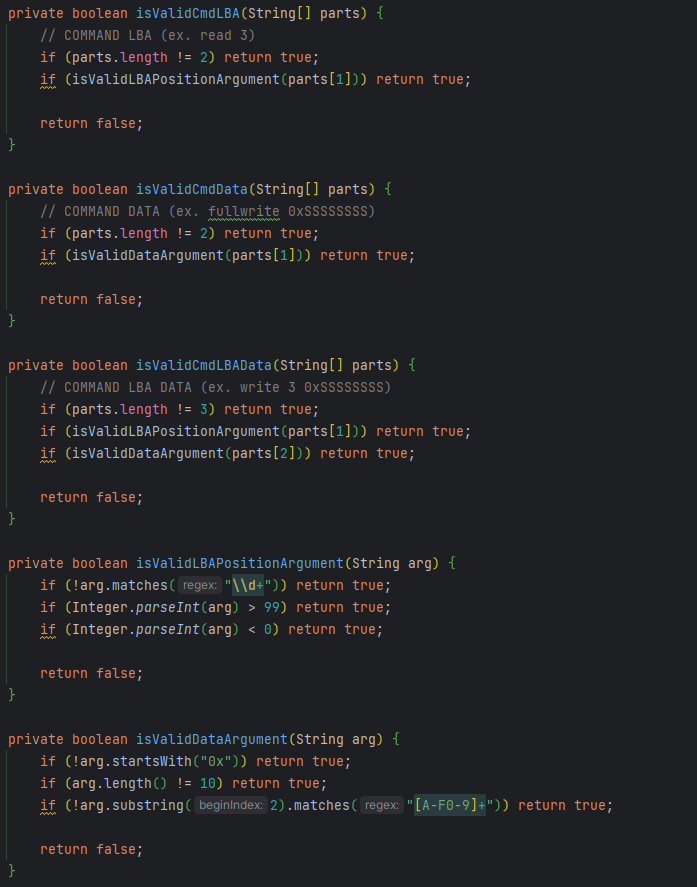 private boolean isValidCmdLBA(String[] parts) {
// COMMAND LBA (ex. read 3)
if (parts.length != 2) return true;
if (isValidLBAPositionArgument(parts[1])) return true;
return false;
}
private boolean isValidCmdData(String[] parts) {
// COMMAND DATA (ex. fullwrite 0xSSSSSSSS)
if (parts.length != 2) return true;
if (isValidDataArgument(parts[1])) return true;
return false;
}
private boolean isValidCmdLBAData(String[] parts) {
// COMMAND LBA DATA (ex. write 3 0xSSSSSSSS)
if (parts.length != 3) return true;
if (isValidLBAPositionArgument(parts[1])) return true;
if (isValidDataArgument(parts[2])) return true;
return false;
}
private boolean isValidLBAPositionArgument(String arg) {
if (!arg.matches( regex: "\\d+")) return true;
if (Integer.parseInt(arg) > 99) return true;
if (Integer.parseInt(arg) < 0) return true;
return false;
}
private boolean isValidDataArgument(String arg) {
if (!arg.startsWith("0x")) return true;
if (arg.length() != 10) return true;
if (!arg.substring( beginIndex: 2).matches( regex: "[A-F0-9]+")) return true;
return false;
}